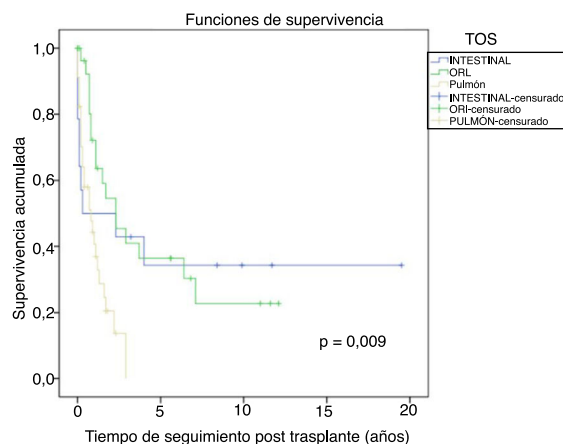 Funciones de supervivencia
TOS
INTESTINAL
ORL
Pulmón
INTESTINAL-censurado
ORI-censurado
PULMÓN-censurado
Supervivencia acumulada
1,0
0,8
0,6
0,4
0,2
0,0
p = 0,009
0
5
10
15
20
Tiempo de seguimiento post trasplante (años)